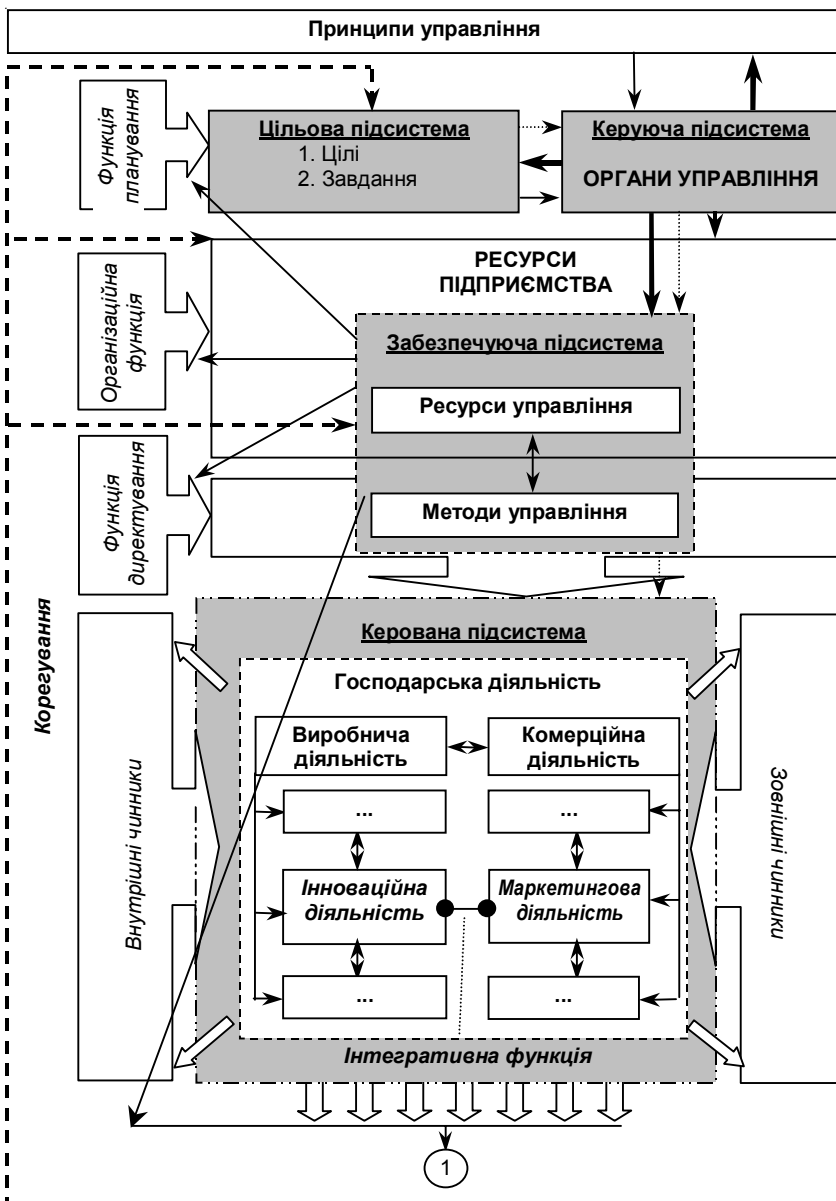 Принципи управління
Функція
планування
Цільова підсистема
1. Цілі
2. Завдання
Керуюча підсистема
ОРГАНИ УПРАВЛІННЯ
Організаційна
функція
РЕСУРСИ
ПІДПРИЄМСТВА
Забезпечуюча підсистема
Ресурси управління
Функція
директування
Методи управління
Корегування
Внутрішні чинники
Керована підсистема
Господарська діяльність
Виробнича
діяльність
Комерційна
діяльність
...
...
Інноваційна
діяльність
Маркетингова
діяльність
...
...
Інтегративна функція
Зовнішні чинники
1